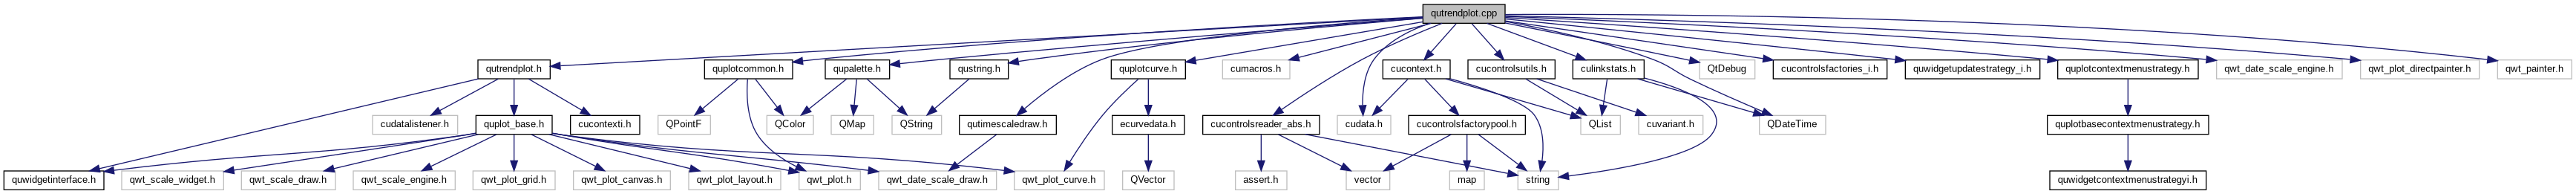 qutrendplot.cpp
qutrendplot.h
quplotcommon.h
qupalette.h
qustring.h
quplotcurve.h
cumacros.h
cucontext.h
cucontrolsutils.h
culinkstats.h
QtDebug
cucontrolsfactories_i.h
quwidgetupdatestrategy_i.h
quplotcontextmenustrategy.h
qwt_date_scale_engine.h
qwt_plot_directpainter.h
qwt_painter.h
cudatalistener.h
quplot_base.h
cucontexti.h
QPointF
QColor
QMap
QString
qutimescaledraw.h
ecurvedata.h
cucontrolsreader_abs.h
cudata.h
cucontrolsfactorypool.h
QList
cuvariant.h
QDateTime
quplotbasecontextmenustrategy.h
quwidgetinterface.h
qwt_scale_widget.h
qwt_scale_draw.h
qwt_scale_engine.h
qwt_plot_grid.h
qwt_plot_canvas.h
qwt_plot_layout.h
qwt_plot.h
qwt_date_scale_draw.h
qwt_plot_curve.h
QVector
assert.h
vector
map
string
quwidgetcontextmenustrategyi.h